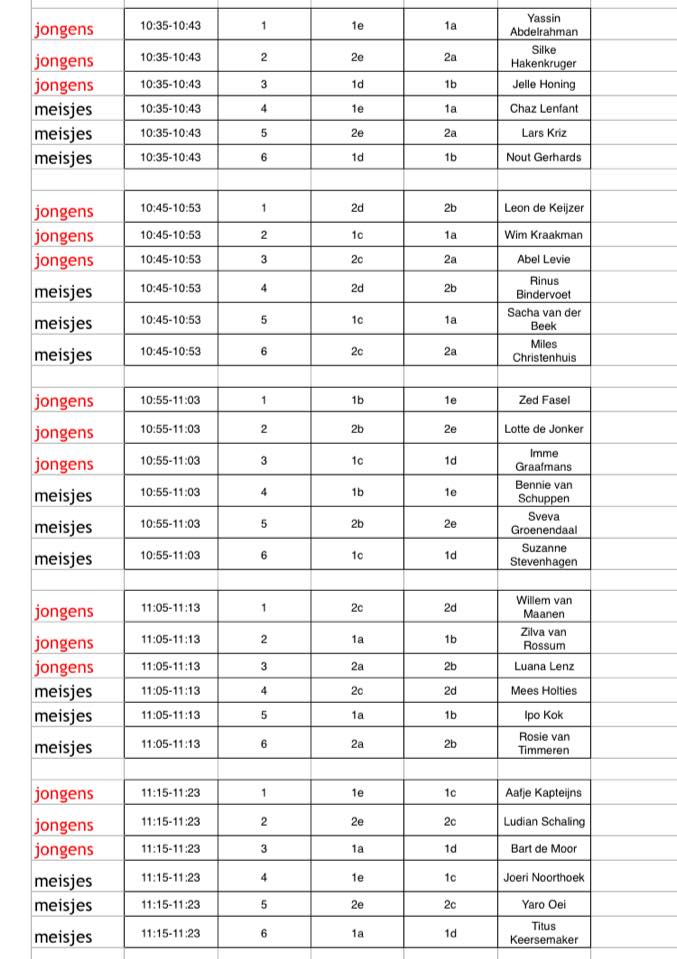 jongens 10:35-10:43 1 1e 1a Yassin Abdelrahman
jongens 10:35-10:43 2 2e 2a Silke Hakenkruger
jongens 10:35-10:43 3 1d 1b Jelle Honing
meisjes 10:35-10:43 4 1e 1a Chaz Lenfant
meisjes 10:35-10:43 5 2e 2a Lars Kriz
meisjes 10:35-10:43 6 1d 1b Nout Gerhards
jongens 10:45-10:53 1 2d 2b Leon de Keijzer
jongens 10:45-10:53 2 1c 1a Wim Kraakman
jongens 10:45-10:53 3 2c 2a Abel Levie
meisjes 10:45-10:53 4 2d 2b Rinus Bindervoet
meisjes 10:45-10:53 5 1c 1a Sacha van der Beek
meisjes 10:45-10:53 6 2c 2a Miles Christenhuis
jongens 10:55-11:03 1 1b 1e Zed Fasel
jongens 10:55-11:03 2 2b 2e Lotte de Jonker
jongens 10:55-11:03 3 1c 1d Imme Graafmans
meisjes 10:55-11:03 4 1b 1e Bennie van Schuppen
meisjes 10:55-11:03 5 2b 2e Sveva Groenendaal
meisjes 10:55-11:03 6 1c 1d Suzanne Stevenhagen
jongens 11:05-11:13 1 2c 2d Willem van Maanen
jongens 11:05-11:13 2 1a 1b Zilva van Rossum
jongens 11:05-11:13 3 2a 2b Luana Lenz
meisjes 11:05-11:13 4 2c 2d Mees Holties
meisjes 11:05-11:13 5 1a 1b Ipo Kok
meisjes 11:05-11:13 6 2a 2b Rosie van Timmeren
jongens 11:15-11:23 1 1e 1c Aafje Kapteijns
jongens 11:15-11:23 2 2e 2c Ludian Schaling
jongens 11:15-11:23 3 1a 1d Bart de Moor
meisjes 11:15-11:23 4 1e 1c Joeri Noorthoek
meisjes 11:15-11:23 5 2e 2c Yaro Oei
meisjes 11:15-11:23 6 1a 1d Titus Keersemaker